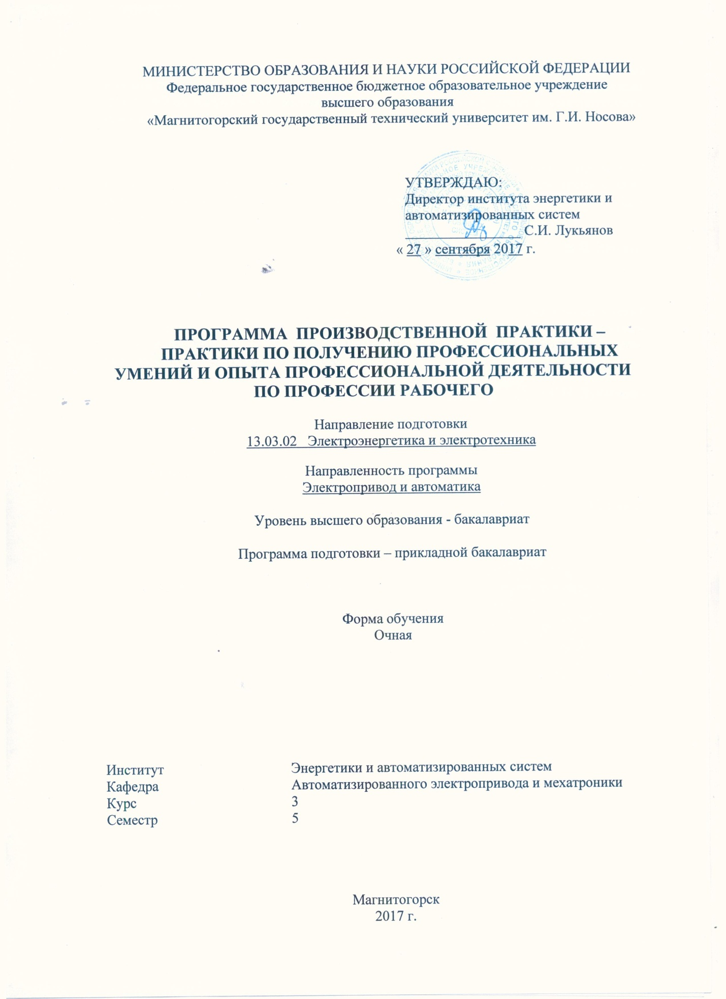 МИНИСТЕРСТВО ОБРАЗОВАНИЯ И НАУКИ РОССИЙСКОЙ ФЕДЕРАЦИИ
Федеральное государственное бюджетное образовательное учреждение
высшего образования
«Магнитогорский государственный технический университет им. Г.И. Носова»
УТВЕРЖДАЮ:
Директор института энергетики и
автоматизированных систем
С.И. Лукьянов
« 27 » сентября 2017 г.
ПРОГРАММА ПРОИЗВОДСТВЕННОЙ ПРАКТИКИ –
ПРАКТИКИ ПО ПОЛУЧЕНИЮ ПРОФЕССИОНАЛЬНЫХ
УМЕНИЙ И ОПЫТА ПРОФЕССИОНАЛЬНОЙ ДЕЯТЕЛЬНОСТИ
ПО ПРОФЕССИИ РАБОЧЕГО
Направление подготовки
13.03.02 Электроэнергетика и электротехника
Направленность программы
Электропривод и автоматика
Уровень высшего образования - бакалавриат
Программа подготовки – прикладной бакалавриат
Форма обучения
Очная
Институт Энергетики и автоматизированных систем
Кафедра Автоматизированного электропривода и мехатроники
Курс 3
Семестр 5
Магнитогорск
2017 г.